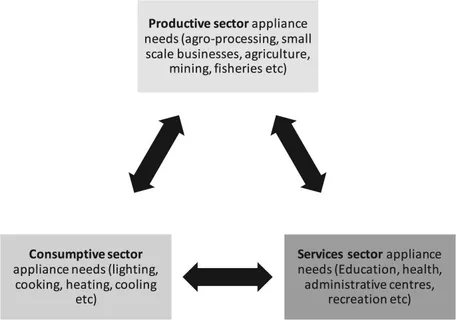 Productive sector appliance
needs (agro-processing, small
scale businesses, agriculture,
mining, fisheries etc)
Consumptive sector
appliance needs (lighting,
cooking, heating, cooling
etc)
Services sector appliance
needs (Education, health,
administrative centres,
recreation etc)